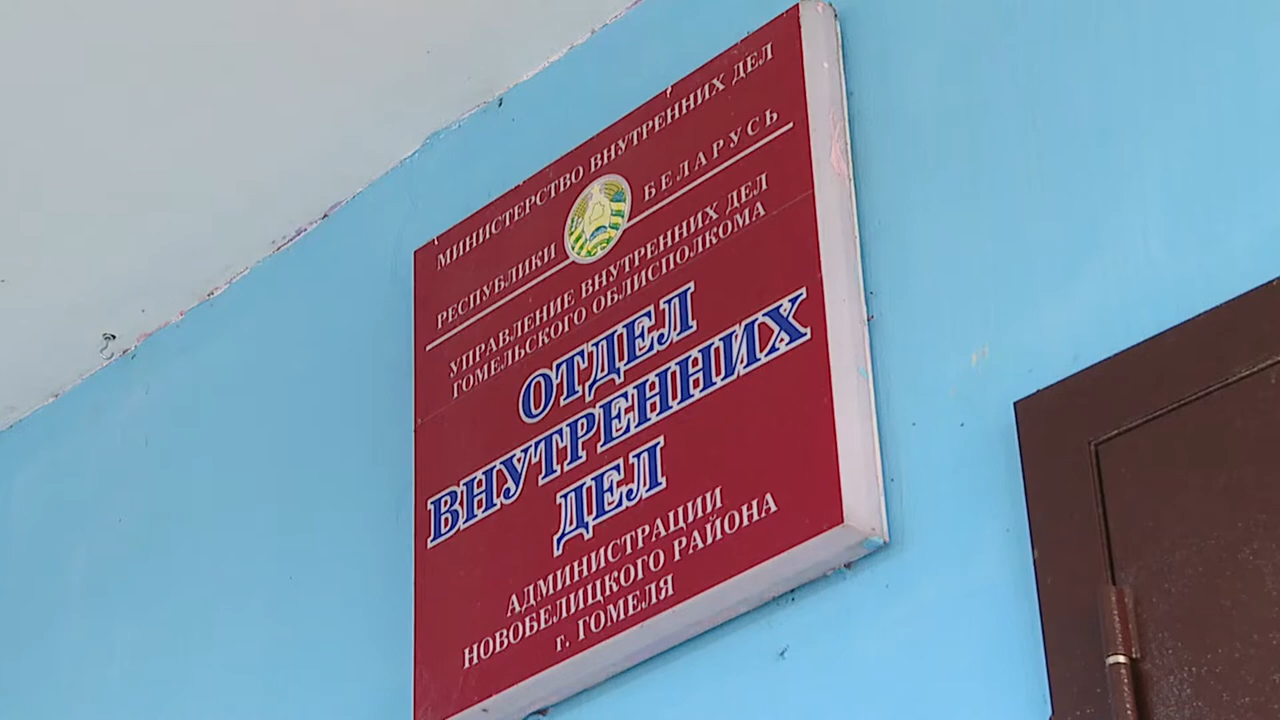 МИНИСТЕРСТВО ВНУТРЕННИХ ДЕЛ
РЕСПУБЛИКИ БЕЛАРУСЬ
УПРАВЛЕНИЕ ВНУТРЕННИХ ДЕЛ
ГОМЕЛЬСКОГО ОБЛИСПОЛКОМА
ОТДЕЛ
ВНУТРЕННИХ
ДЕЛ
АДМИНИСТРАЦИИ
НОВОБЕЛИЦКОГО РАЙОНА
г. ГОМЕЛЯ